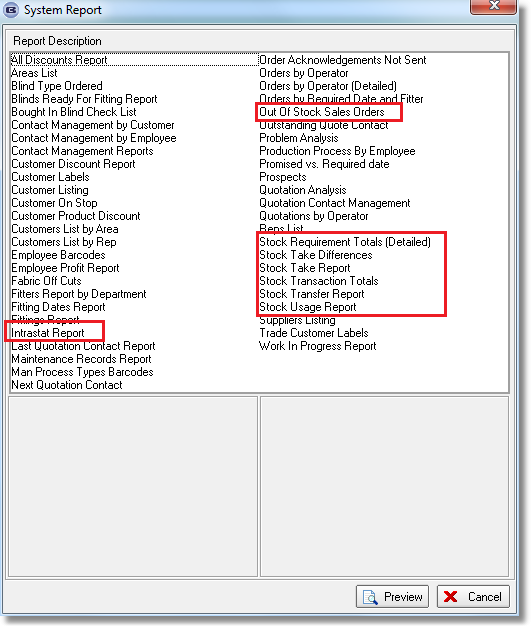 System Report
Report Description
All Discounts Report
Areas List
Blind Type Ordered
Blinds Ready For Fitting Report
Bought In Blind Check List
Contact Management by Customer
Contact Management by Employee
Contact Management Reports
Customer Discount Report
Customer Labels
Customer Listing
Customer On Stop
Customer Product Discount
Customers List by Area
Customers List by Rep
Employee Barcodes
Employee Profit Report
Fabric Off Cuts
Fitters Report by Department
Fitting Dates Report
Fittings Report
Intrastat Report
Last Quotation Contact Report
Maintenance Records Report
Man Process Types Barcodes
Next Quotation Contact
Order Acknowledgements Not Sent
Orders by Operator
Orders by Operator (Detailed)
Orders by Required Date and Fitter
Out Of Stock Sales Orders
Outstanding Quote Contact
Problem Analysis
Production Process By Employee
Promised vs. Required date
Prospects
Quotation Analysis
Quotation Contact Management
Quotations by Operator
Reps List
Stock Requirement Totals (Detailed)
Stock Take Differences
Stock Take Report
Stock Transaction Totals
Stock Transfer Report
Stock Usage Report
Suppliers Listing
Trade Customer Labels
Work In Progress Report
Preview
Cancel